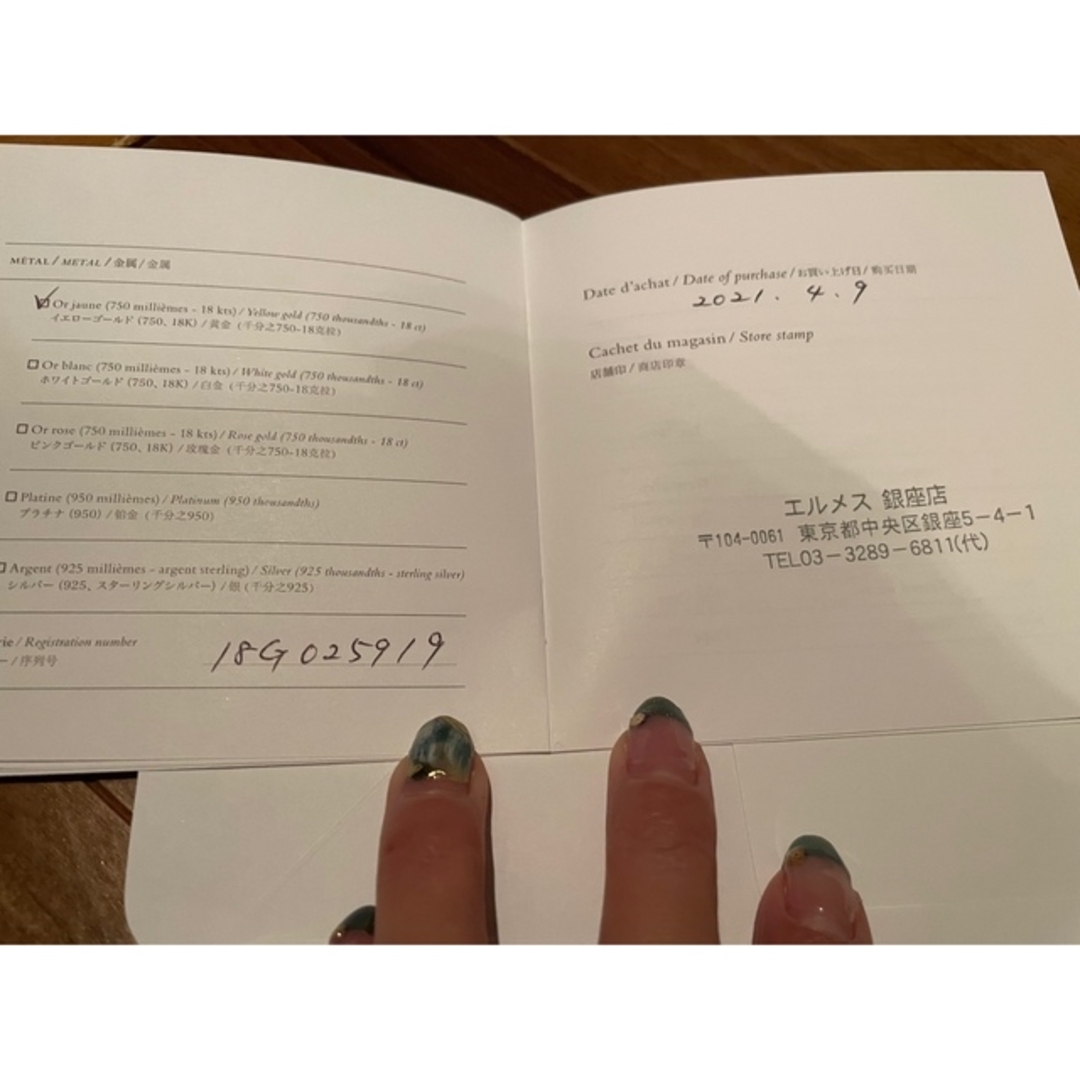 MÉTAL / METAL / 金属 / 金属
Or jaune (750 millièmes - 18 kts) / Yellow gold (750 thousandths - 18 ct)
イエローゴールド (750、18K) / 黄金 (千分之750-18克拉)
Or blanc (750 millièmes - 18 kts) / White gold (750 thousandths - 18 ct)
ホワイトゴールド (750、18K) / 白金 (千分之750-18克拉)
Or rose (750 millièmes - 18 kts) / Rose gold (750 thousandths - 18 ct)
ピンクゴールド (750、18K) / 玫瑰金 (千分之750-18克拉)
Platine (950 millièmes) / Platinum (950 thousandths)
プラチナ (950) / 铂金 (千分之950)
Argent (925 millièmes - argent sterling) / Silver (925 thousandths - sterling silver)
シルバー (925、スターリングシルバー) / 银 (千分之925)
rie / Registration number
ー / 序列号
18G025919
Date d'achat / Date of purchase / お買い上げ日 / 购买日期
2021. 4. 9
Cachet du magasin / Store stamp
店舗印 / 商店印章
エルメス 銀座店
〒104-0061 東京都中央区銀座5-4-1
TEL03-3289-6811(代)